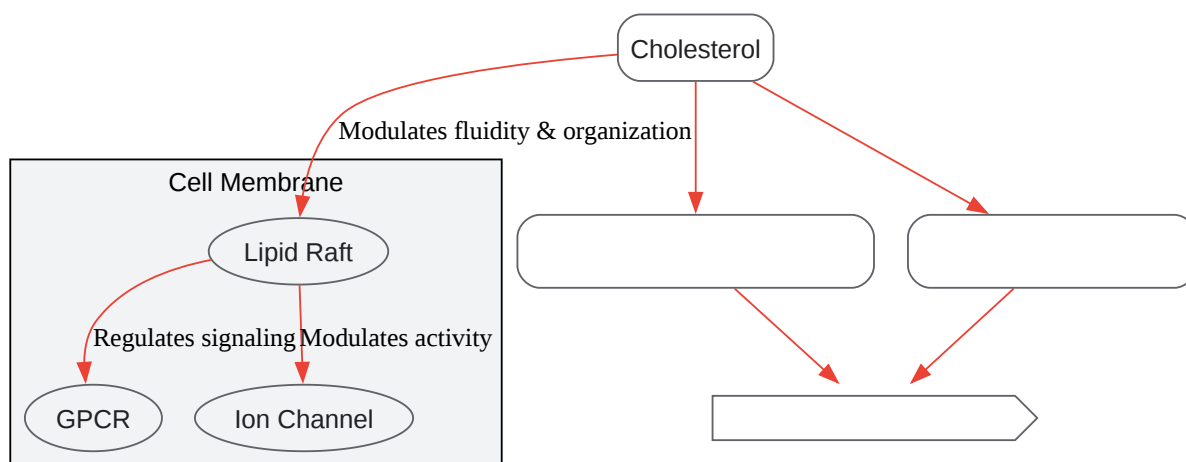 Cholesterol
Modulates fluidity & organization
Cell Membrane
Lipid Raft
Regulates signaling
Modulates activity
GPCR
Ion Channel